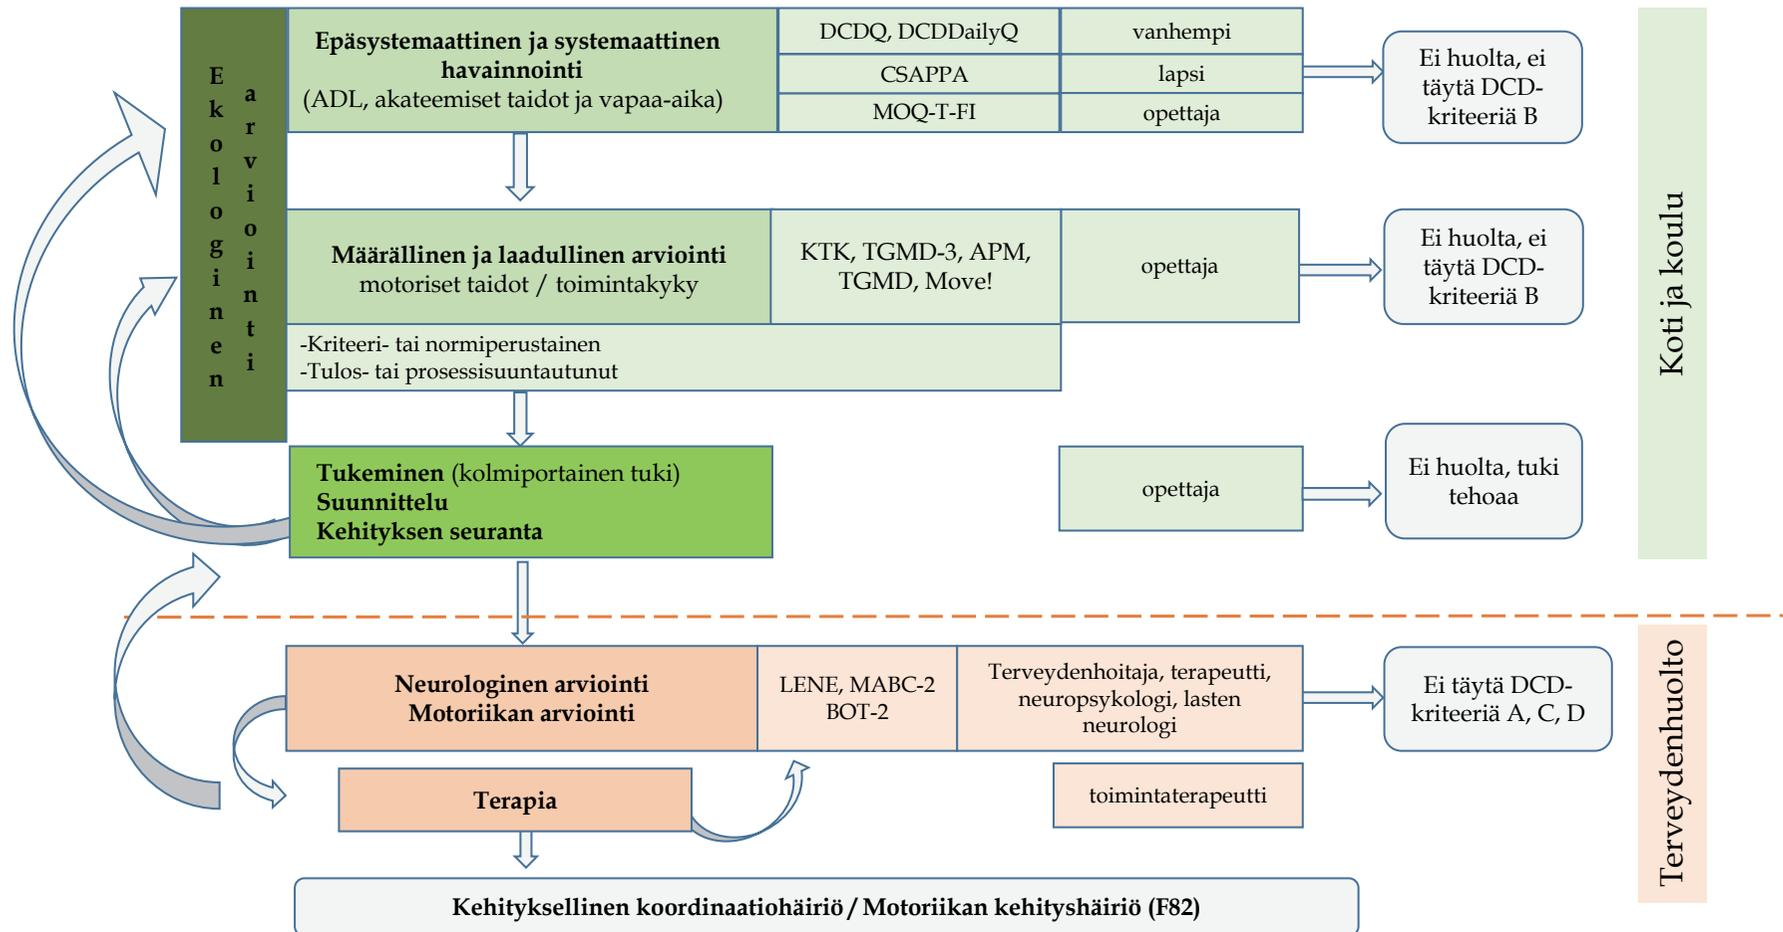 Ekologinen
arviointi
Epäsystemaattinen ja systemaattinen
havainnointi
(ADL, akateemiset taidot ja vapaa-aika)
DCDQ, DCDDailyQ
vanhempi
CSAPPA
lapsi
MOQ-T-FI
opettaja
Ei huolta, ei
täytä DCD-
kriteeriä B
Koti ja koulu
Määrällinen ja laadullinen arviointi
motoriset taidot / toimintakyky
KTK, TGMD-3, APM,
TGMD, Move!
opettaja
Ei huolta, ei
täytä DCD-
kriteeriä B
-Kriteeri- tai normiperustainen
-Tulos- tai prosessisuuntautunut
Tukeminen (kolmiportainen tuki)
Suunnittelu
Kehityksen seuranta
opettaja
Ei huolta, tuki
tehoaa
Neurologinen arviointi
Motoriikan arviointi
LENE, MABC-2
BOT-2
Terveydenhoitaja, terapeutti,
neuropsykologi, lasten
neurologi
Ei täytä DCD-
kriteeriä A, C, D
Terveydenhuolto
Terapia
toimintaterapeutti
Kehityksellinen koordinaatiohäiriö / Motoriikan kehityshäiriö (F82)